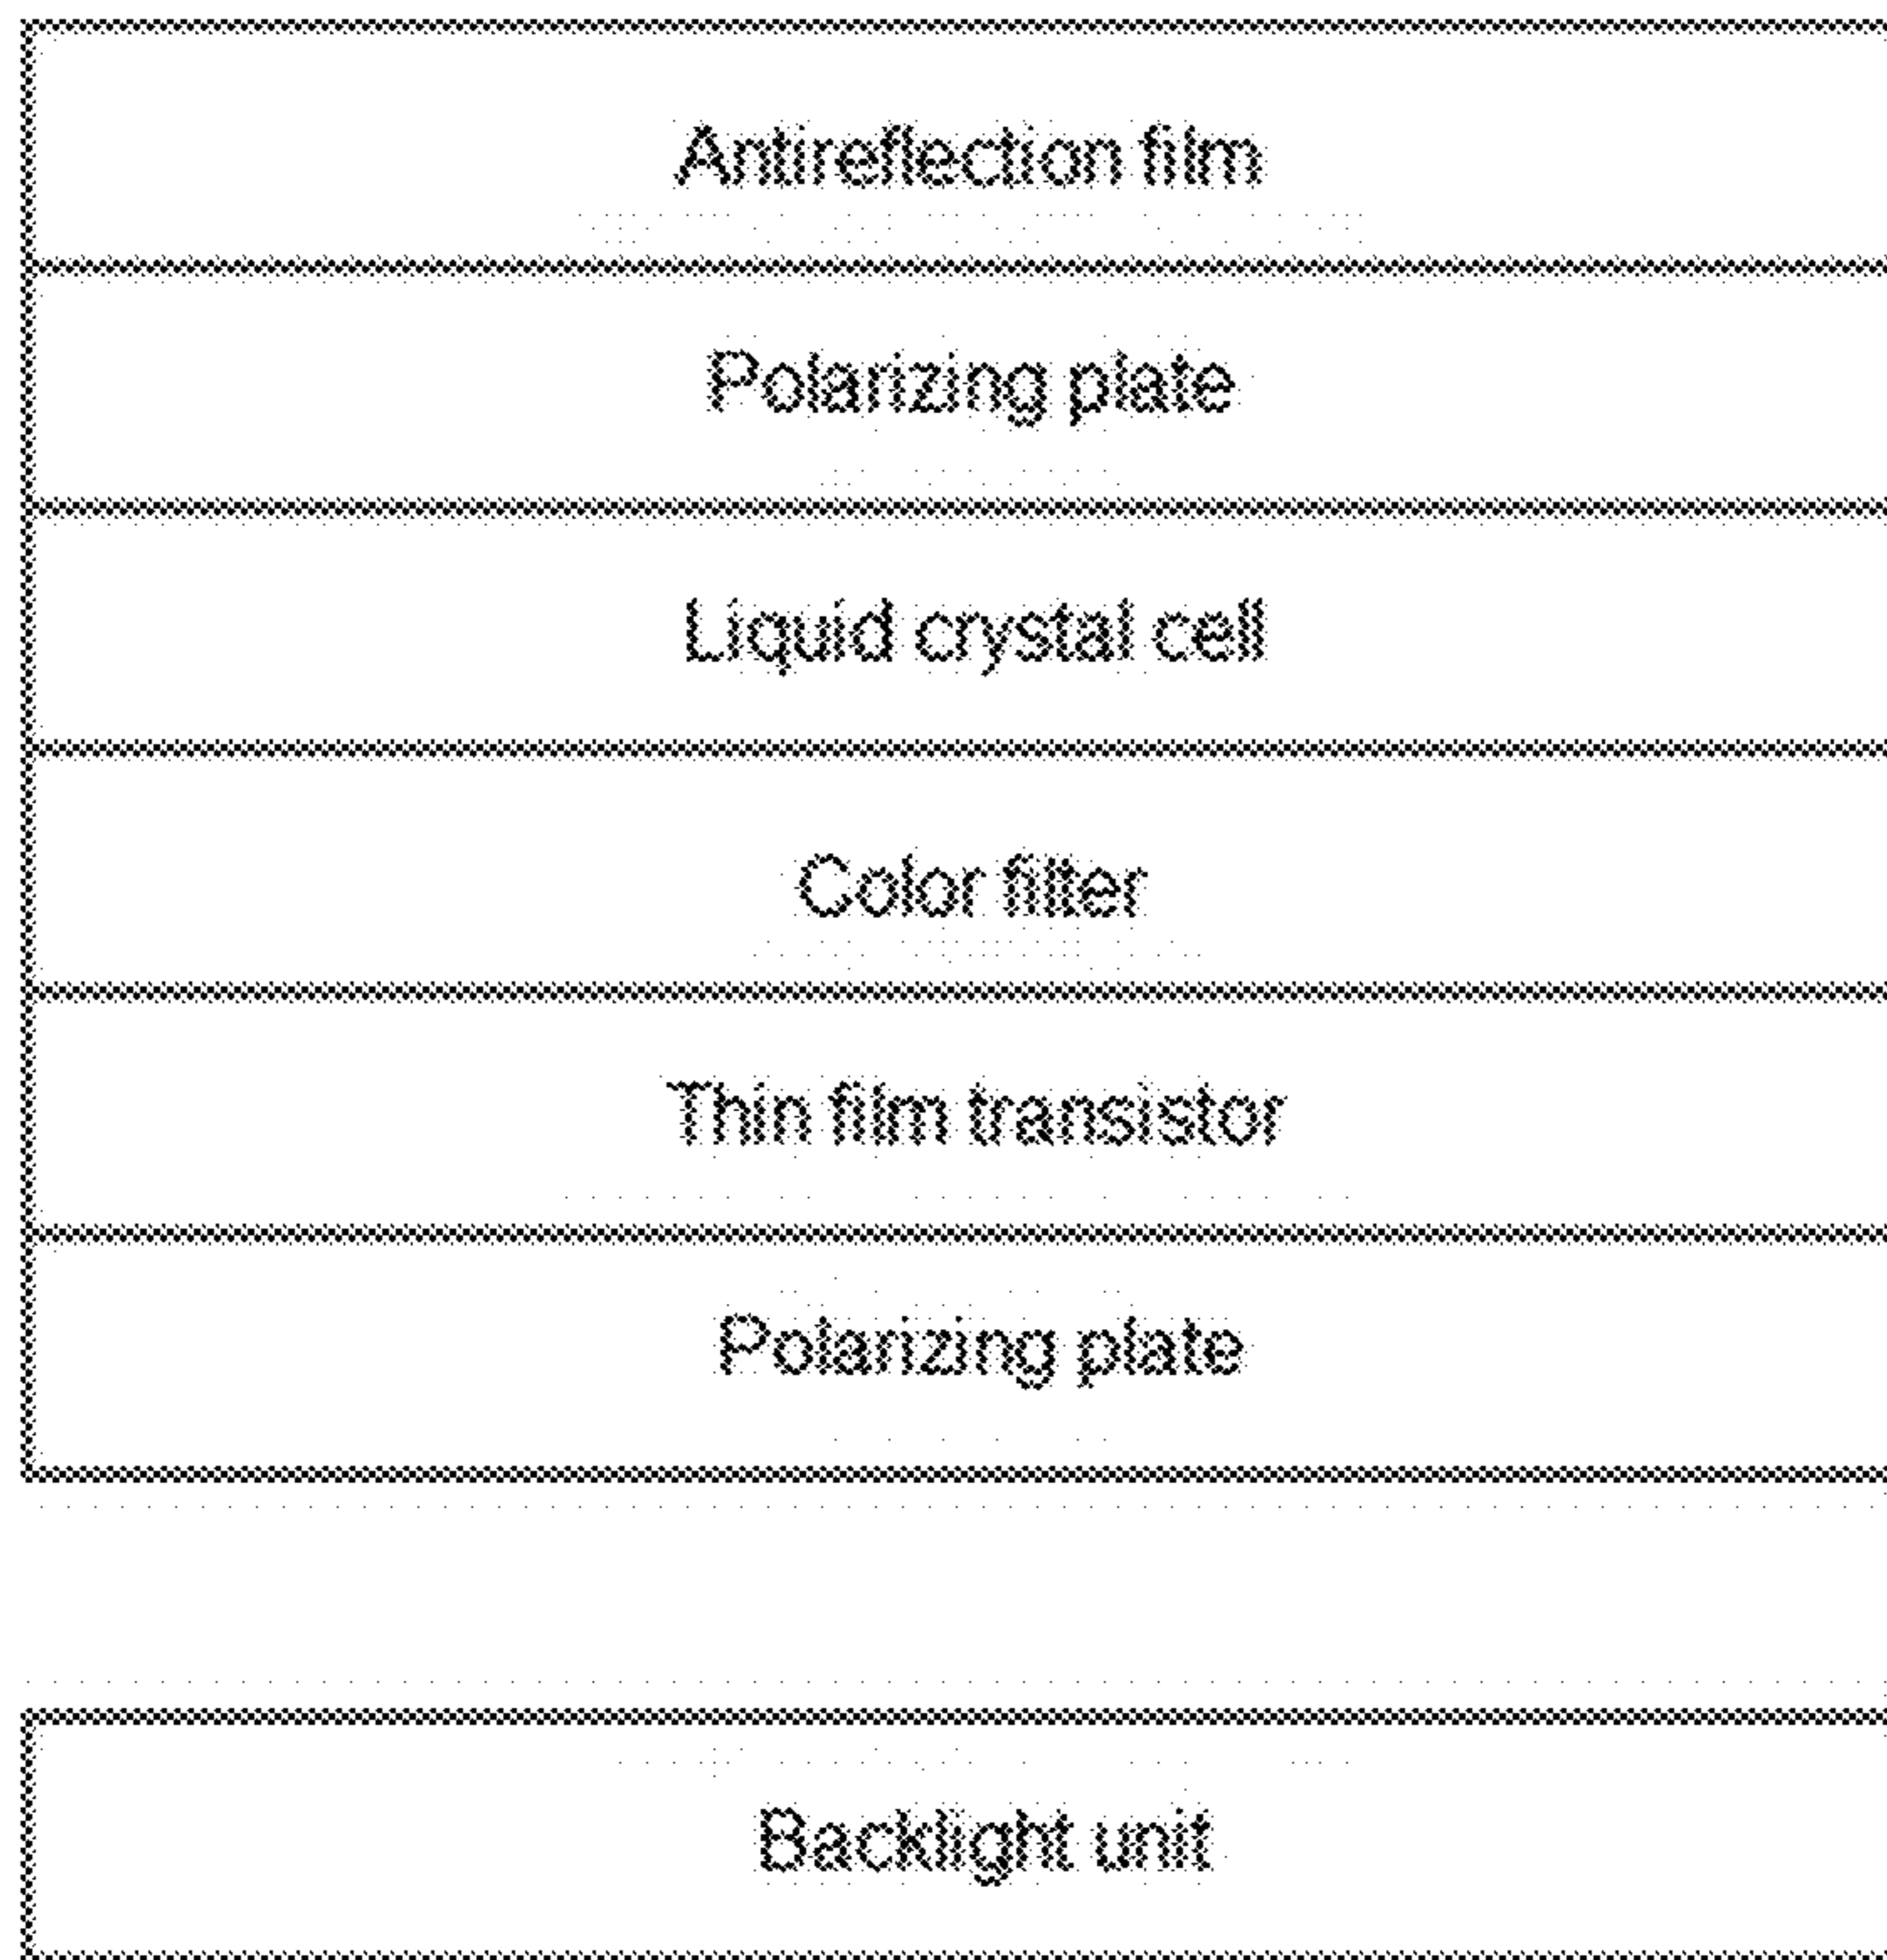 Antireflection film
Polarizing plate
Liquid crystal cell
Color filter
Thin film transistor
Polarizing plate
Backlight unit